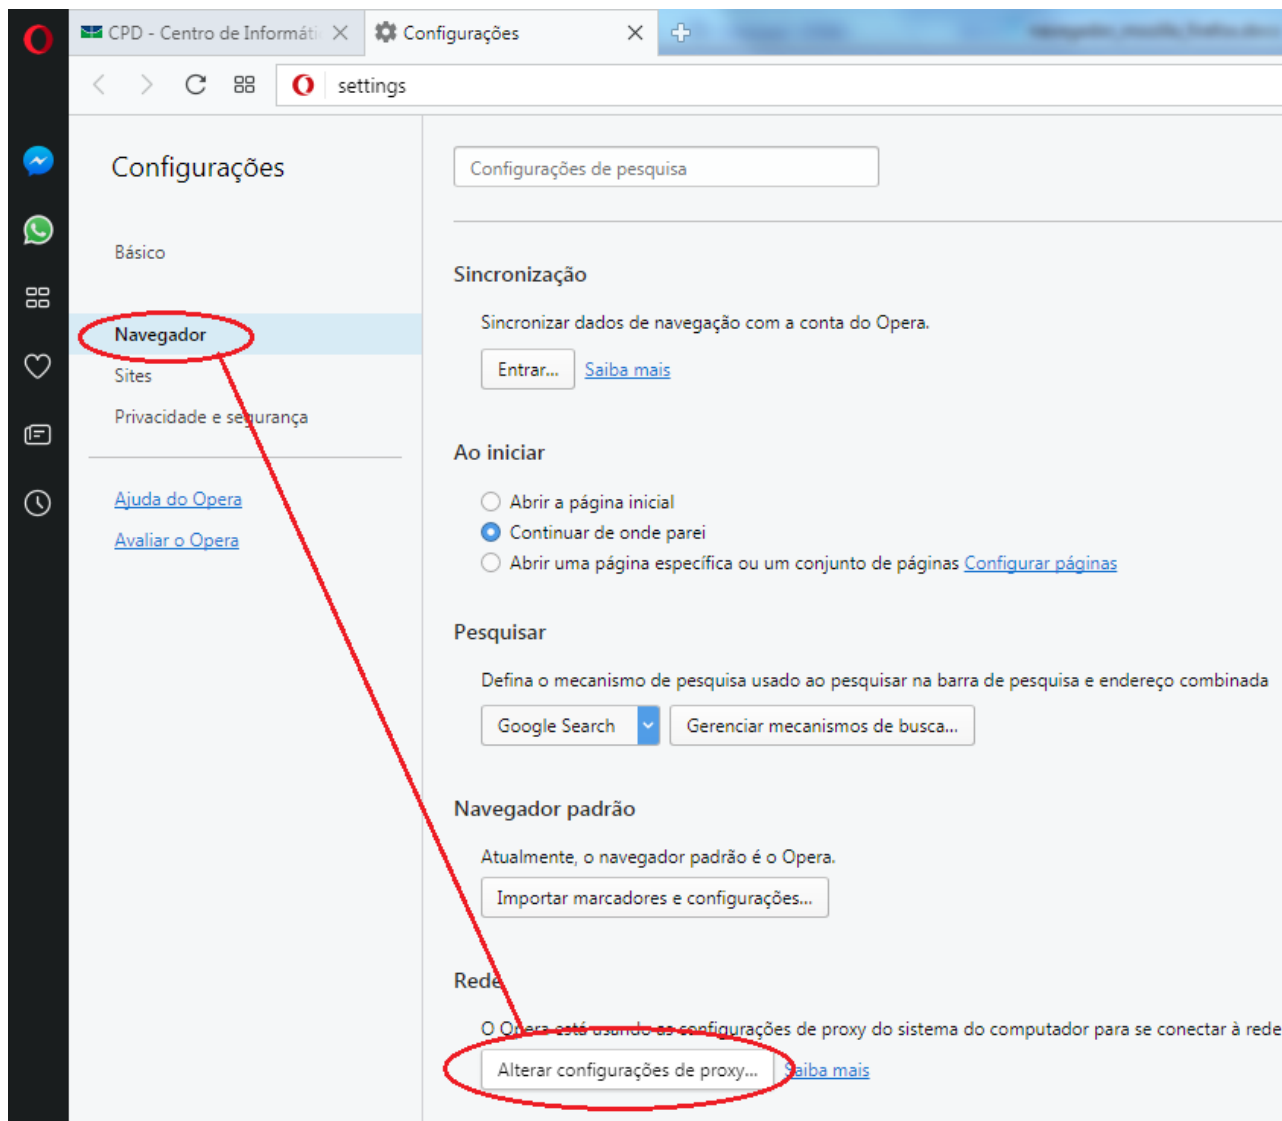 CPD - Centro de Informáti
Configurações
settings
Configurações
Configurações de pesquisa
Básico
Navegador
Sites
Privacidade e segurança
Ajuda do Opera
Avaliar o Opera
Sincronização
Sincronizar dados de navegação com a conta do Opera.
Entrar... Saiba mais
Ao iniciar
Abrir a página inicial
Continuar de onde parei
Abrir uma página específica ou um conjunto de páginas Configurar páginas
Pesquisar
Defina o mecanismo de pesquisa usado ao pesquisar na barra de pesquisa e endereço combinada
Google Search Gerenciar mecanismos de busca...
Navegador padrão
Atualmente, o navegador padrão é o Opera.
Importar marcadores e configurações...
Rede
O Opera está usando as configurações de proxy do sistema do computador para se conectar à rede
Alterar configurações de proxy... Saiba mais